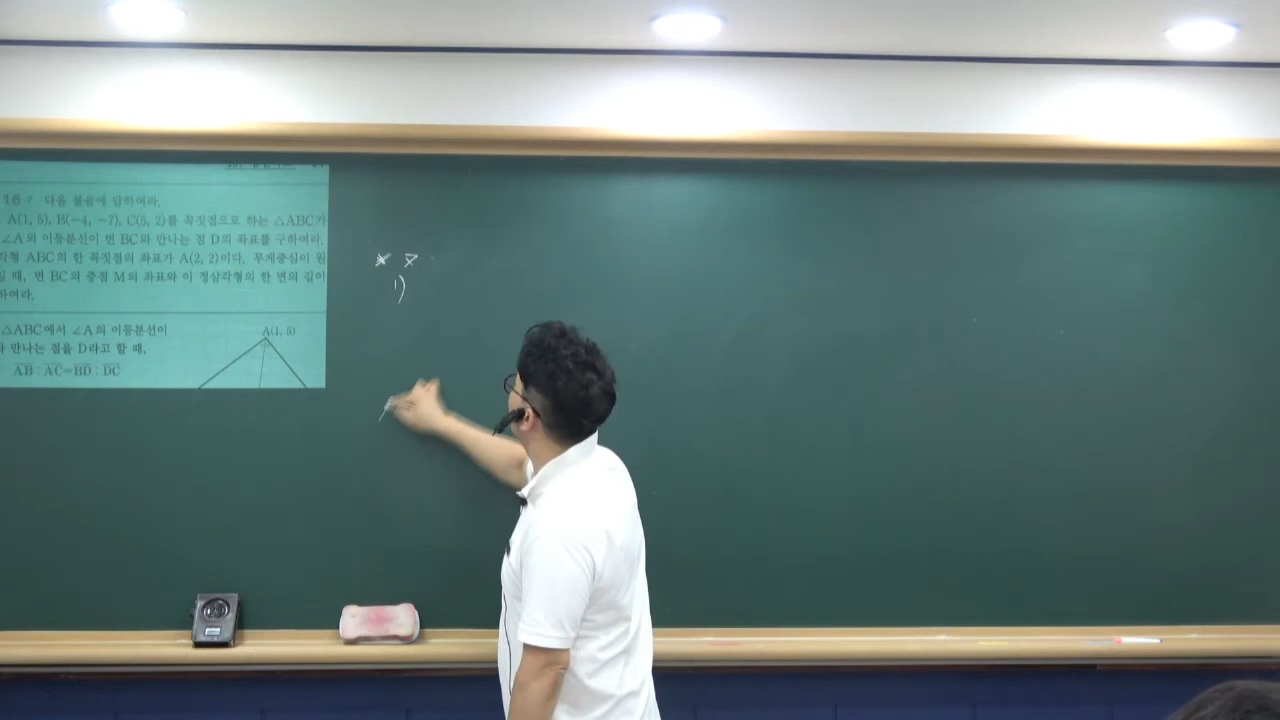 16 다음 물음에 답하여라.
A(1, 5), B(-4, -7), C(5, 2)를 꼭짓점으로 하는 △ABC가
∠A의 이등분선이 변 BC와 만나는 점 D의 좌표를 구하여라.
각형 ABC의 한 꼭짓점의 좌표가 A(2, 2)이다. 무게중심이 원
일 때, 변 BC의 중점 M의 좌표와 이 정삼각형의 한 변의 길이
하여라.
△ABC에서 ∠A의 이등분선이
만나는 점을 D라고 할 때,
AB : AC=BD : DC
A(1, 5)
1)